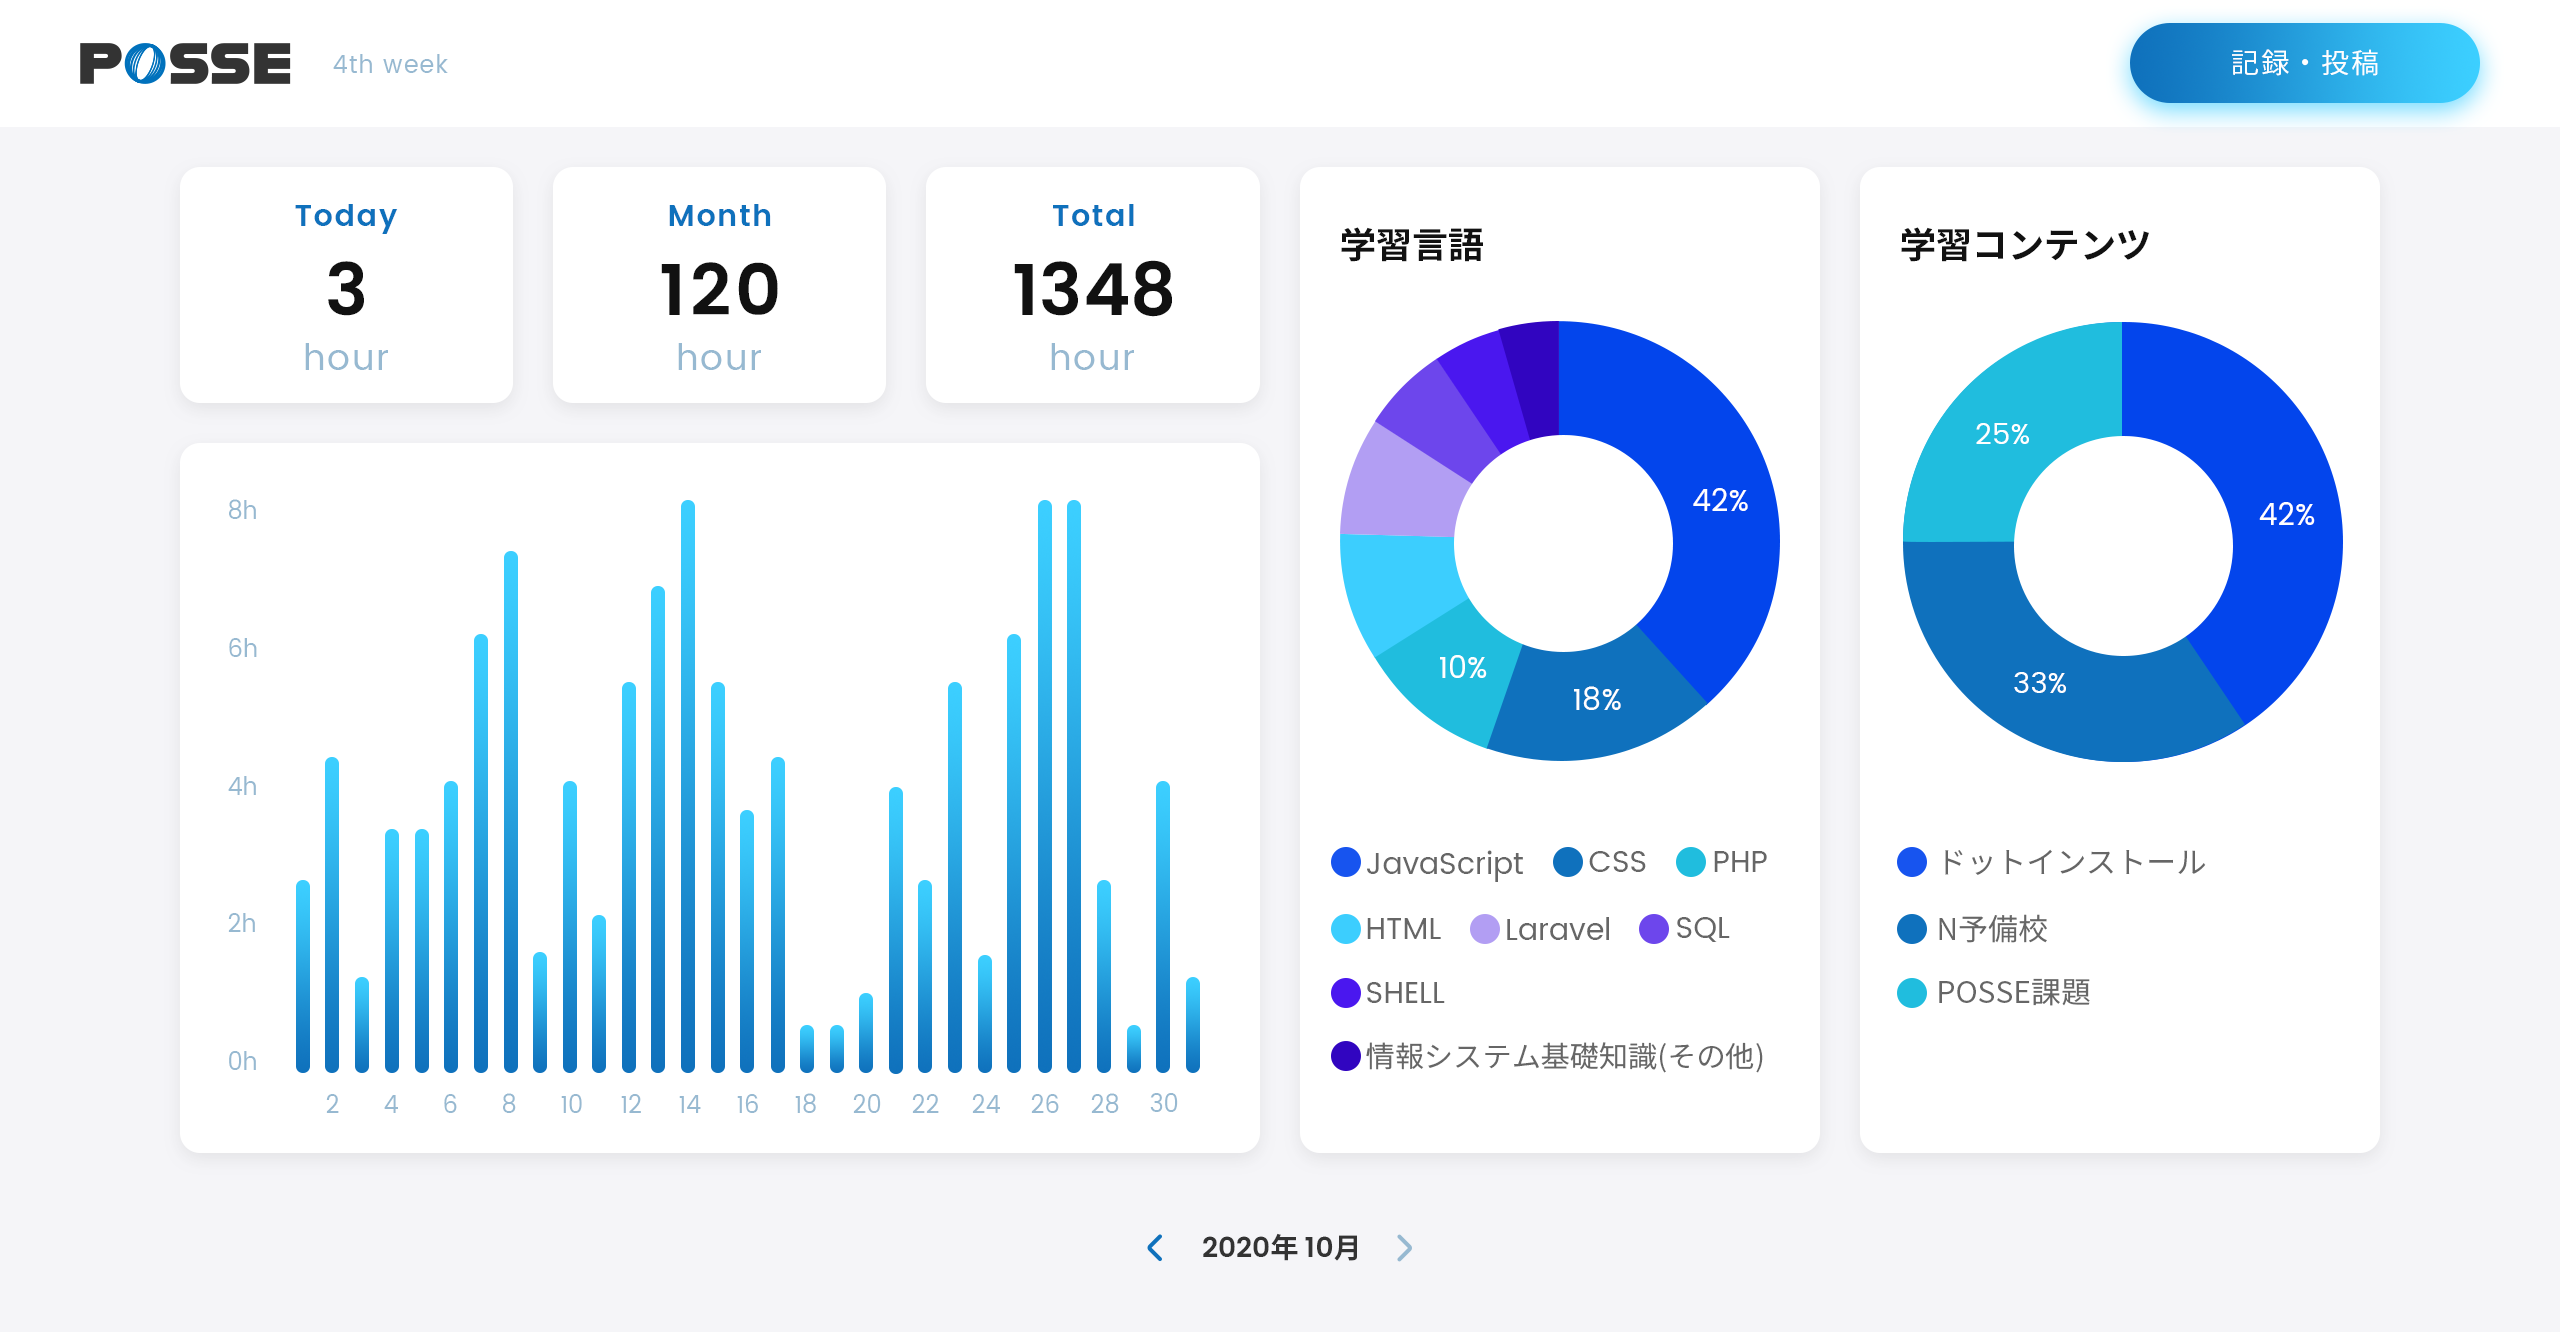 POSSE 4th week
記録・投稿
Today
3
hour
Month
120
hour
Total
1348
hour
8h
6h
4h
2h
0h
2 4 6 8 10 12 14 16 18 20 22 24 26 28 30
学習言語
42%
18%
10%
JavaScript CSS PHP
HTML Laravel SQL
SHELL
情報システム基礎知識(その他)
学習コンテンツ
25%
42%
33%
ドットインストール
N予備校
POSSE課題
2020年 10月